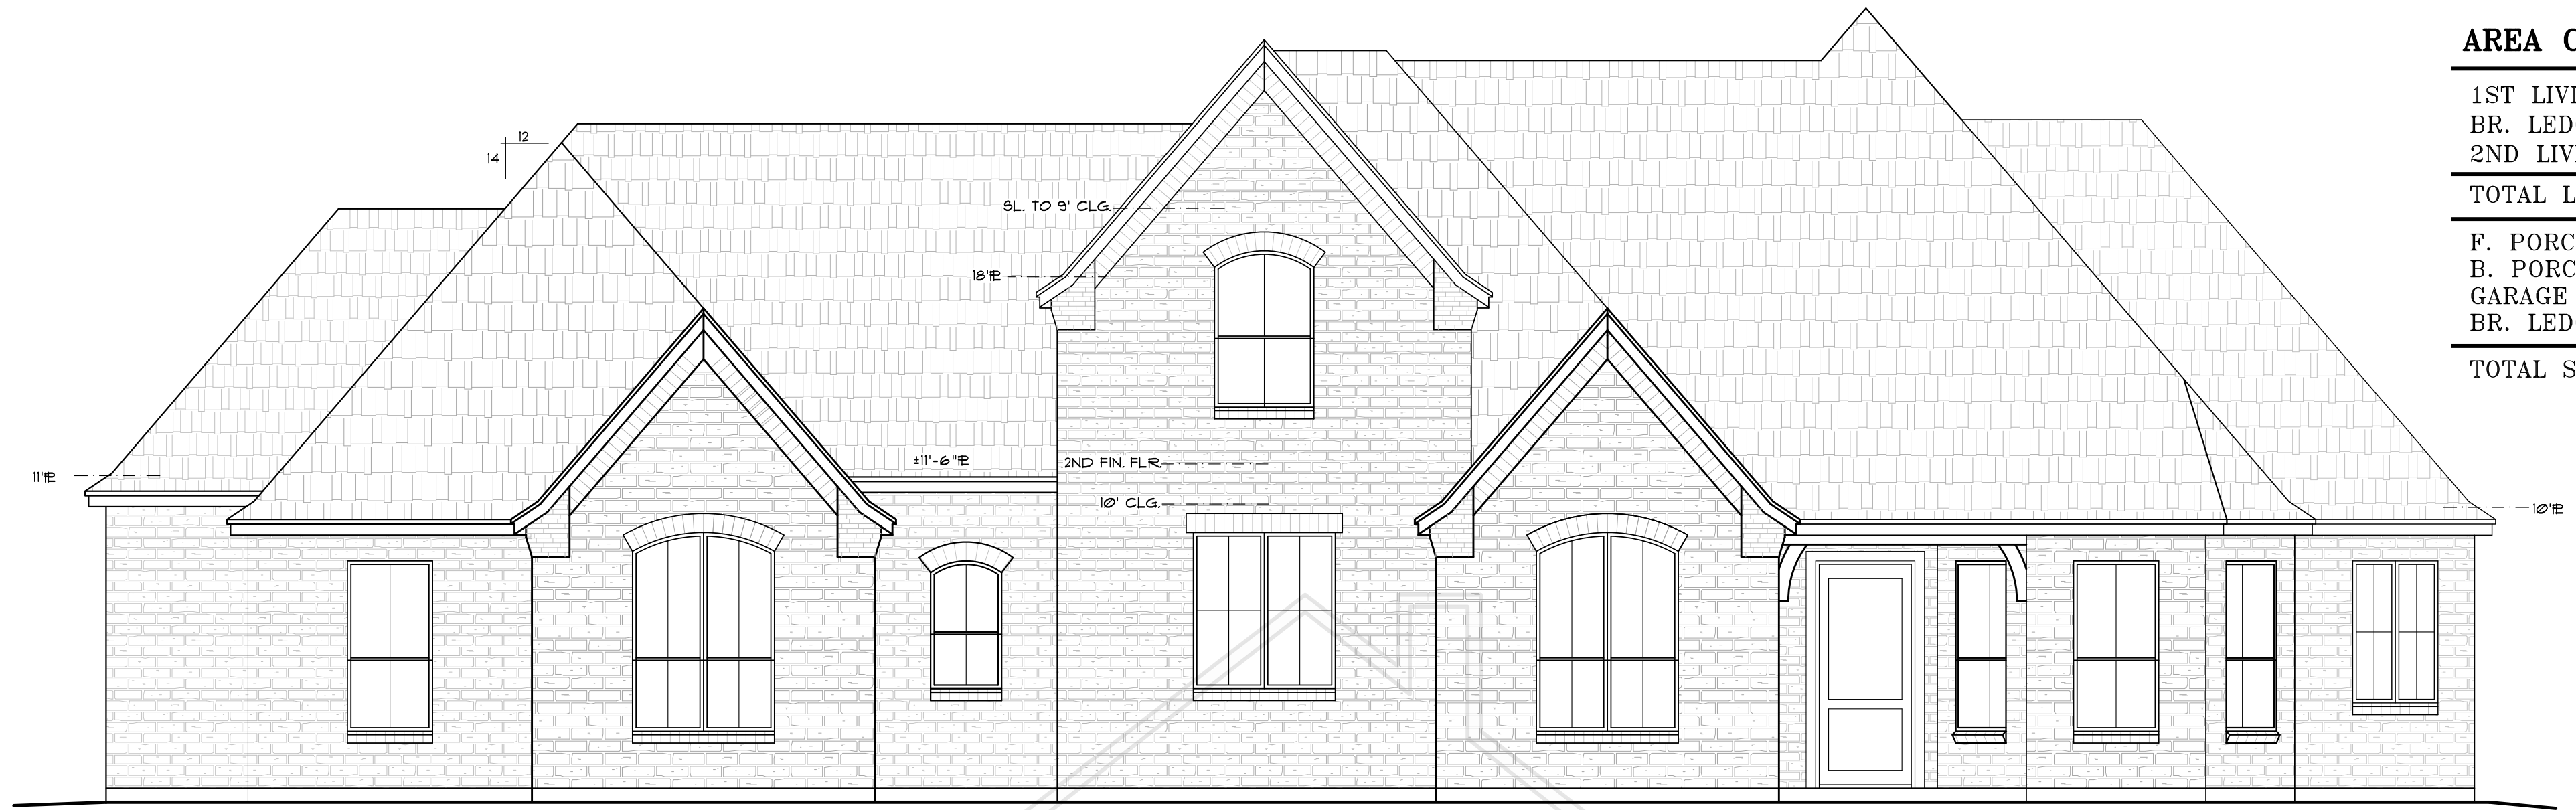 12
14
SL. TO 9' CLG.
18' PL
±11'-6" PL
2ND FIN. FLR.
10' CLG.
11' PL
10' PL
AREA C
1ST LIVI
BR. LED
2ND LIV
TOTAL L
F. PORC
B. PORC
GARAGE
BR. LED
TOTAL S